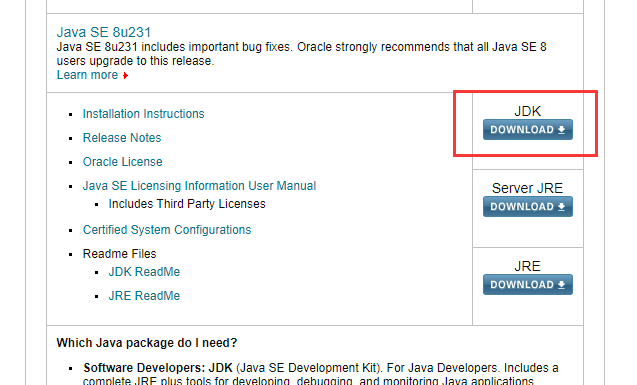 Java SE 8u231
Java SE 8u231 includes important bug fixes. Oracle strongly recommends that all Java SE 8
users upgrade to this release.
Learn more
Installation Instructions
Release Notes
Oracle License
Java SE Licensing Information User Manual
Includes Third Party Licenses
Certified System Configurations
Readme Files
JDK ReadMe
JRE ReadMe
JDK
DOWNLOAD
Server JRE
DOWNLOAD
JRE
DOWNLOAD
Which Java package do I need?
Software Developers: JDK (Java SE Development Kit). For Java Developers. Includes a
complete JRE plus tools for developing, debugging, and monitoring Java applications